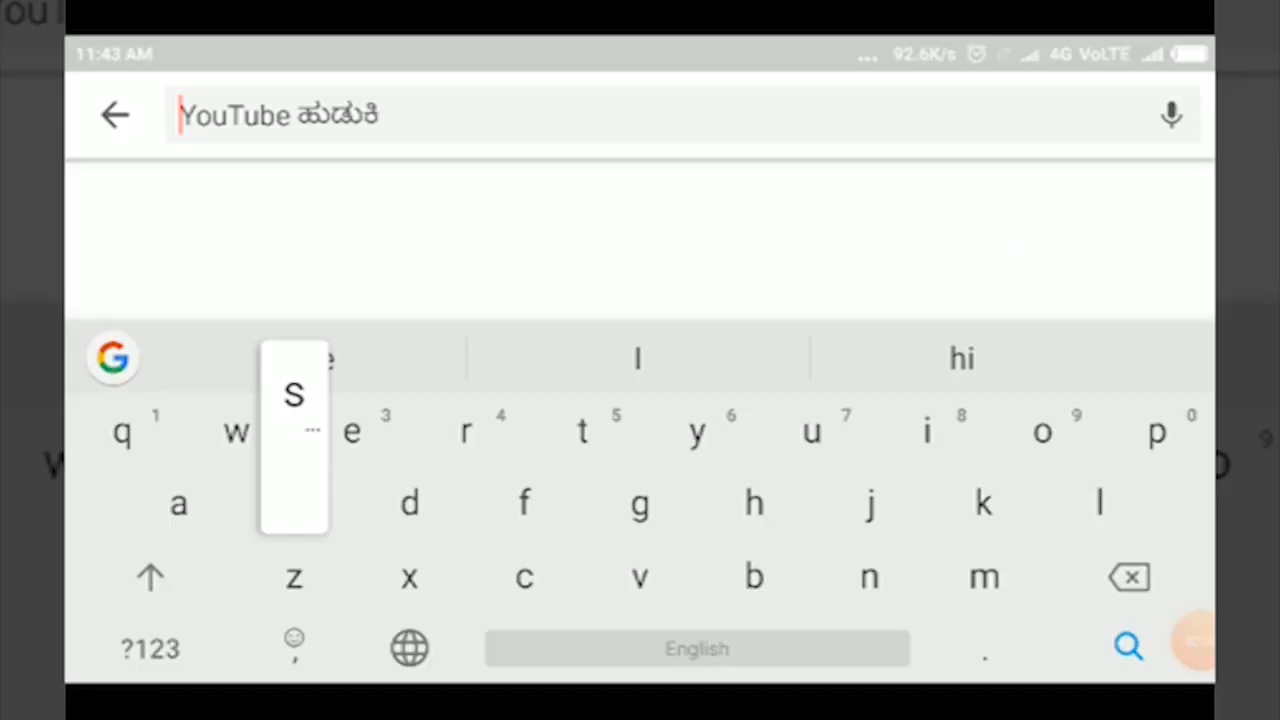 11:43 AM ... 92.6K/s 4G VoLTE
YouTube ಹುಡುಕಿ
G I hi
q 1 w e 3 r 4 t 5 y 6 u 7 i 8 o 9 p 0
S
a d f g h j k l
z x c v b n m
?123 , English .